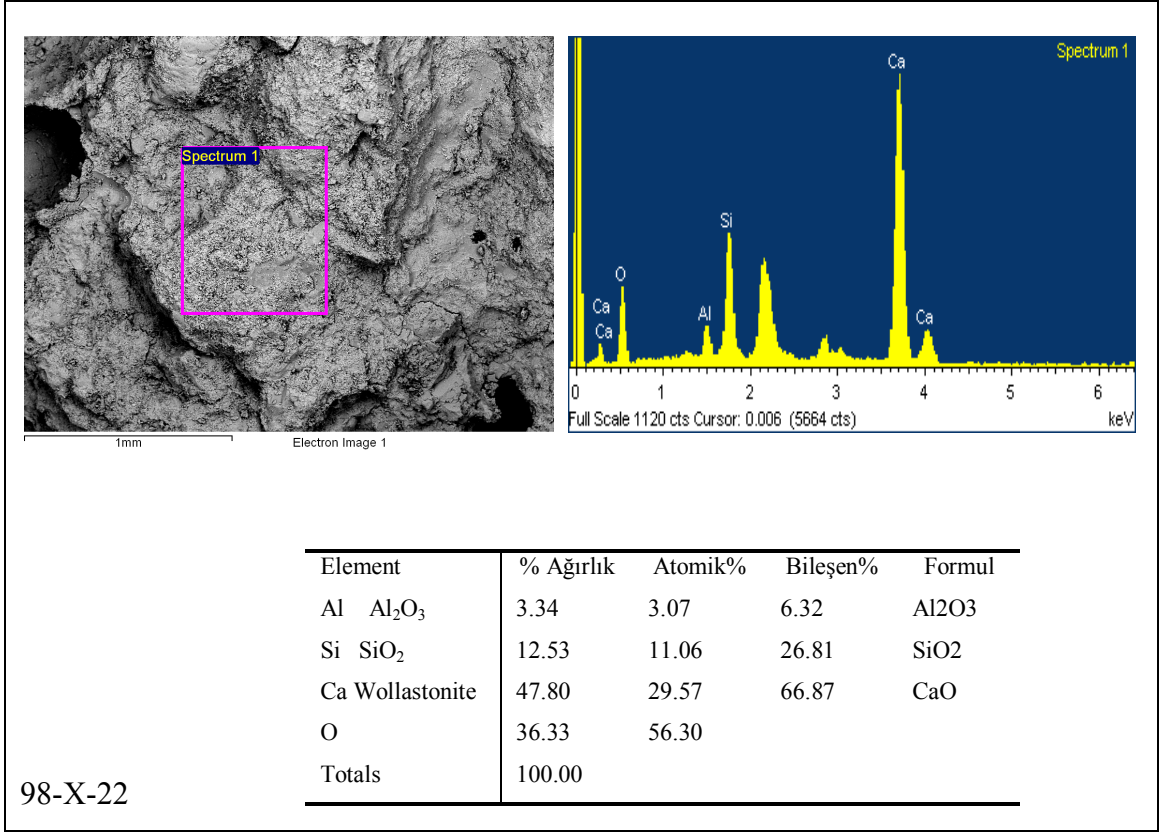 Spectrum 1
1mm
Electron Image 1
Spectrum 1
Ca
Si
O
Ca
Ca
Al
Ca
0 1 2 3 4 5 6
Full Scale 1120 cts Cursor: 0.006 (5664 cts) keV
Element % Ağırlık Atomik% Bileşen% Formul
Al Al₂O₃ 3.34 3.07 6.32 Al2O3
Si SiO₂ 12.53 11.06 26.81 SiO2
Ca Wollastonite 47.80 29.57 66.87 CaO
O 36.33 56.30
Totals 100.00
98-X-22